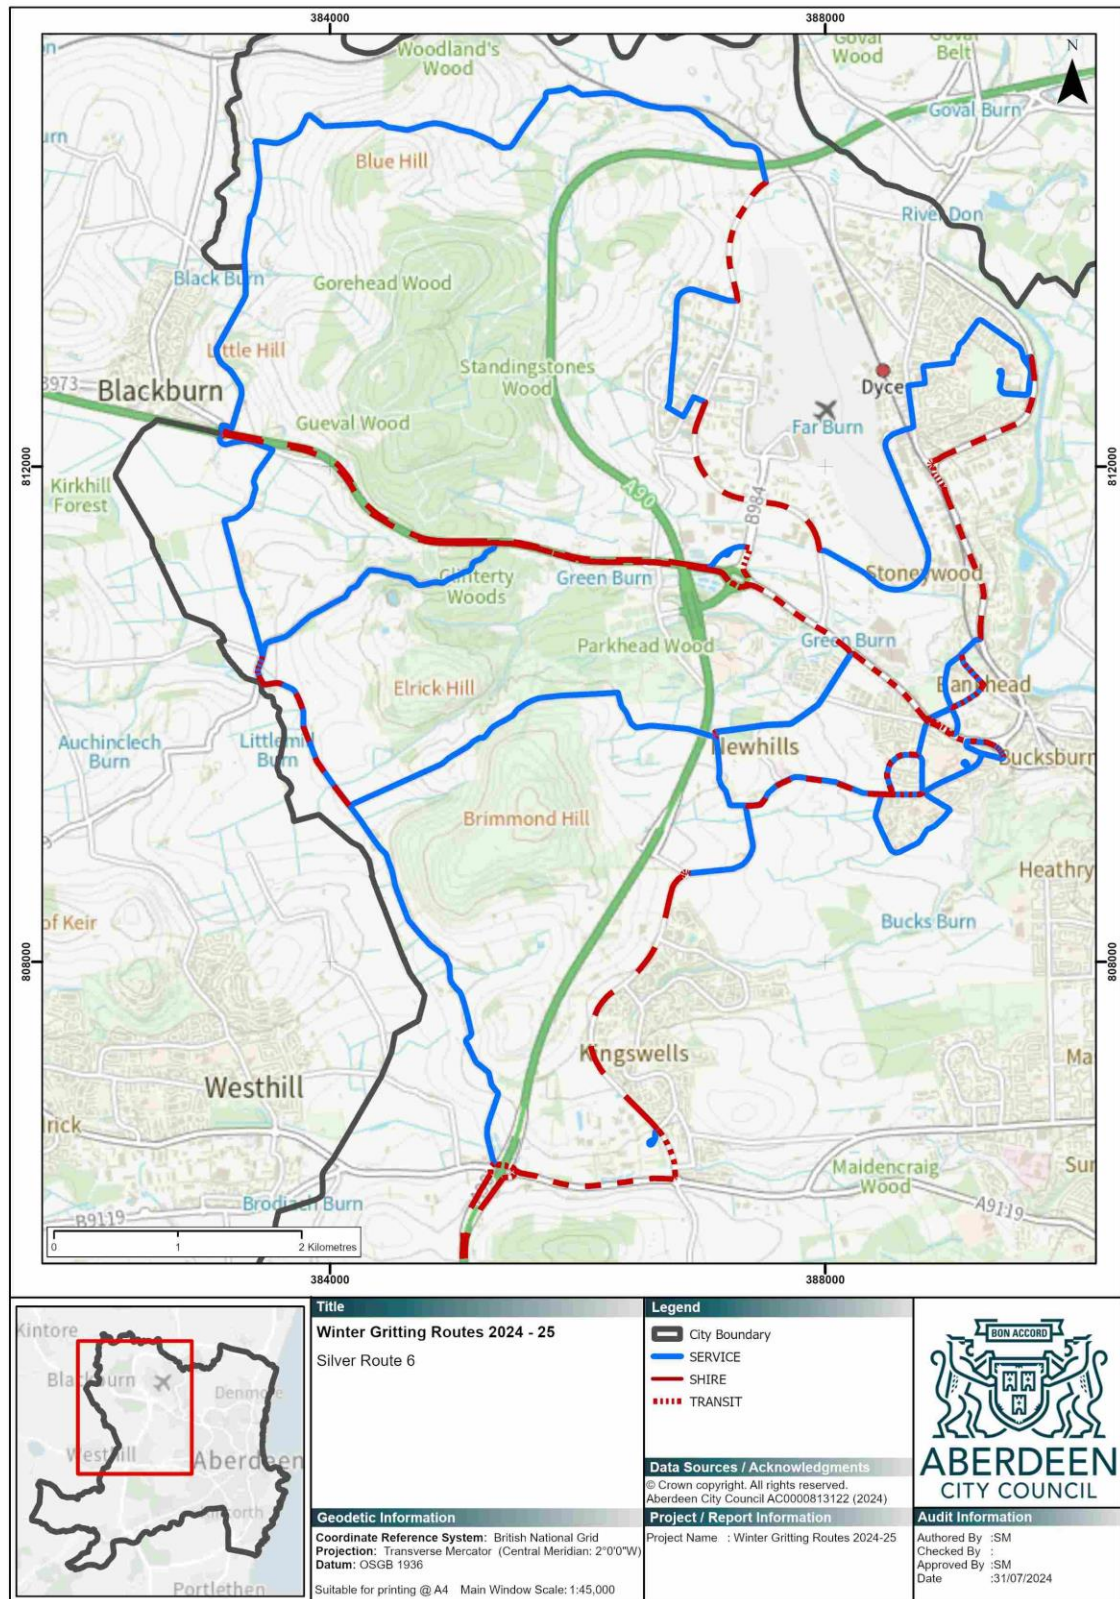 384000
388000
Woodland's
Wood
Goval
Wood
Goval
Belt
N
Goval Burn
Blue Hill
River Don
Black Burn
Gorehead Wood
Little Hill
Standingstones
Wood
Dyce
B973
Blackburn
Gueval Wood
Far Burn
812000
812000
Kirkhill
Forest
A90
B984
Stoneywood
Clinterty
Woods
Green Burn
Parkhead Wood
Green Burn
Elrick Hill
Bankhead
Auchinclech
Burn
Littlemill
Burn
Newhills
Bucksburn
Brimmond Hill
Heathry
of Keir
Bucks Burn
808000
808000
Kingswells
Ma
Westhill
lrick
Maidencraig
Wood
Sur
Brodiach Burn
B9119
A9119
0 1 2 Kilometres
384000
388000
Kintore
Blackburn
Denmore
Westhill
Aberdeen
Portlethen
Title
Winter Gritting Routes 2024 - 25
Silver Route 6
Geodetic Information
Coordinate Reference System: British National Grid
Projection: Transverse Mercator (Central Meridian: 2°0'0"W)
Datum: OSGB 1936
Suitable for printing @ A4 Main Window Scale: 1:45,000
Legend
City Boundary
SERVICE
SHIRE
TRANSIT
Data Sources / Acknowledgments
© Crown copyright. All rights reserved.
Aberdeen City Council AC0000813122 (2024)
Project / Report Information
Project Name : Winter Gritting Routes 2024-25
BON ACCORD
ABERDEEN
CITY COUNCIL
Audit Information
Authored By :SM
Checked By :
Approved By :SM
Date :31/07/2024